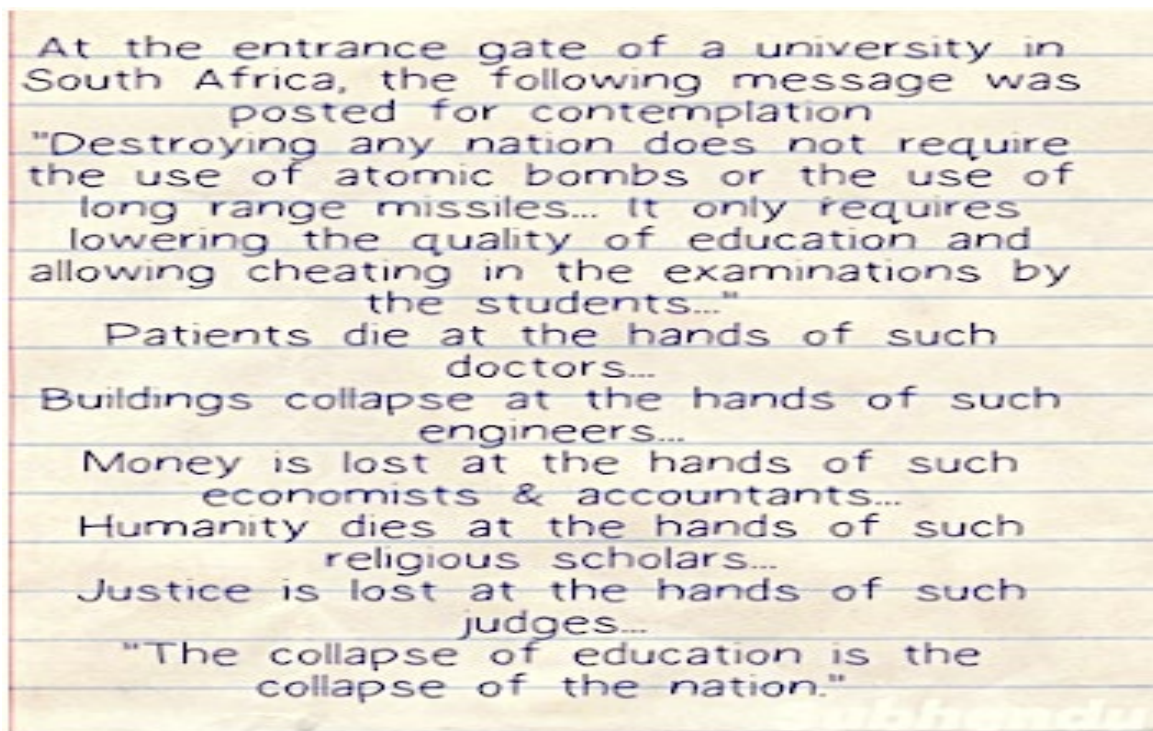 At the entrance gate of a university in
South Africa, the following message was
posted for contemplation
"Destroying any nation does not require
the use of atomic bombs or the use of
long range missiles... It only requires
lowering the quality of education and
allowing cheating in the examinations by
the students..."
Patients die at the hands of such
doctors...
Buildings collapse at the hands of such
engineers...
Money is lost at the hands of such
economists & accountants...
Humanity dies at the hands of such
religious scholars...
Justice is lost at the hands of such
judges...
"The collapse of education is the
collapse of the nation."